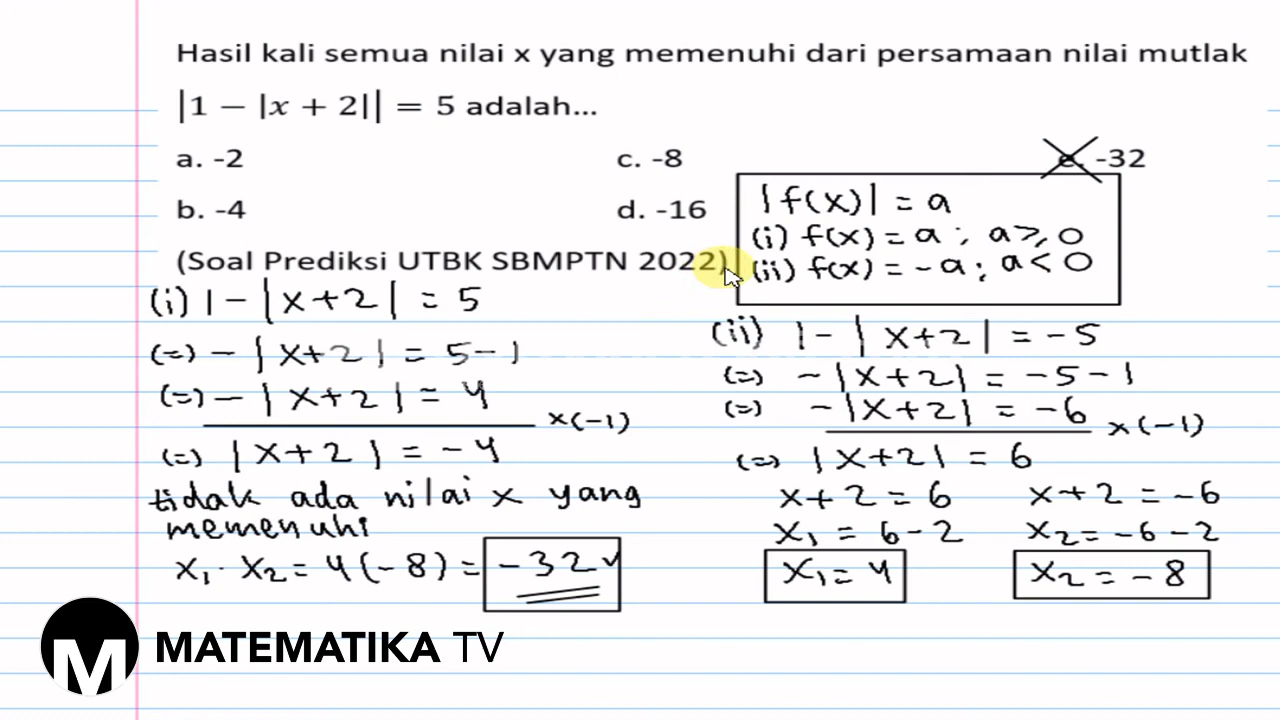 Hasil kali semua nilai x yang memenuhi dari persamaan nilai mutlak
|1 − |x + 2|| = 5 adalah...
a. -2
c. -8
e. -32
b. -4
d. -16
(Soal Prediksi UTBK SBMPTN 2022)
|f(x)| = a
(i) f(x) = a ; a ≥ 0
(ii) f(x) = -a ; a < 0
(i) 1 - |x+2| = 5
(=) - |x+2| = 5-1
(=) - |x+2| = 4
x(-1)
(=) |x+2| = -4
tidak ada nilai x yang
memenuhi
x₁ · x₂ = 4(-8) = -32 ✓
(ii) 1 - |x+2| = -5
(=) - |x+2| = -5-1
(=) - |x+2| = -6
x(-1)
(=) |x+2| = 6
x+2 = 6
x₁ = 6-2
x₁ = 4
x+2 = -6
x₂ = -6-2
x₂ = -8
M MATEMATIKA TV